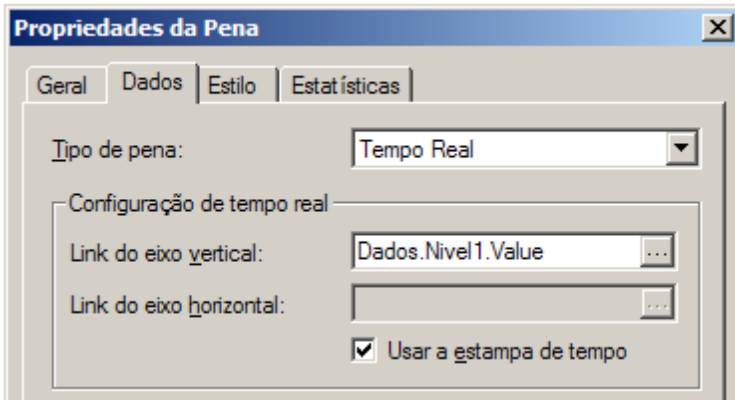 Propriedades da Pena
Geral Dados Estilo Estatísticas
Tipo de pena: Tempo Real
Configuração de tempo real
Link do eixo vertical: Dados.Nivel1.Value ...
Link do eixo horizontal: ...
Usar a estampa de tempo